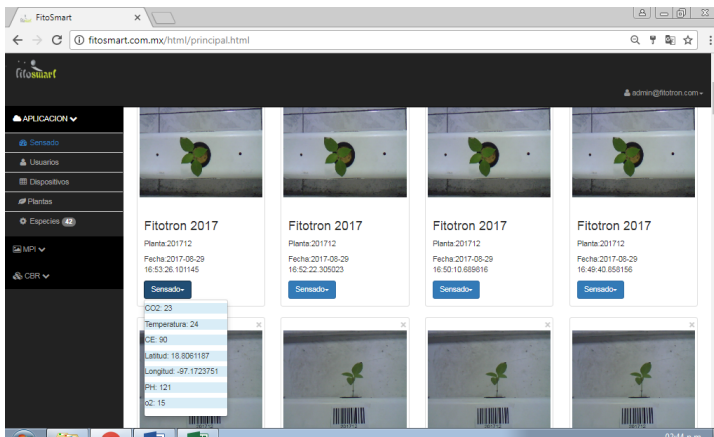 FitoSmart
fitosmart.com.mx/html/principal.html
fitosmart
admin@fitotron.com
APLICACION
Sensado
Usuarios
Dispositivos
Plantas
Especies 42
MPI
CBR
Fitotron 2017
Planta:201712
Fecha:2017-08-29
16:53:26.101145
Sensado
Fitotron 2017
Planta:201712
Fecha:2017-08-29
16:52:22.305023
Sensado
Fitotron 2017
Planta:201712
Fecha:2017-08-29
16:50:10.689816
Sensado
Fitotron 2017
Planta:201712
Fecha:2017-08-29
16:49:40.858156
Sensado
CO2: 23
Temperatura: 24
CE: 90
Latitud: 18.8061187
Longitud: -97.1723751
PH: 121
o2: 15